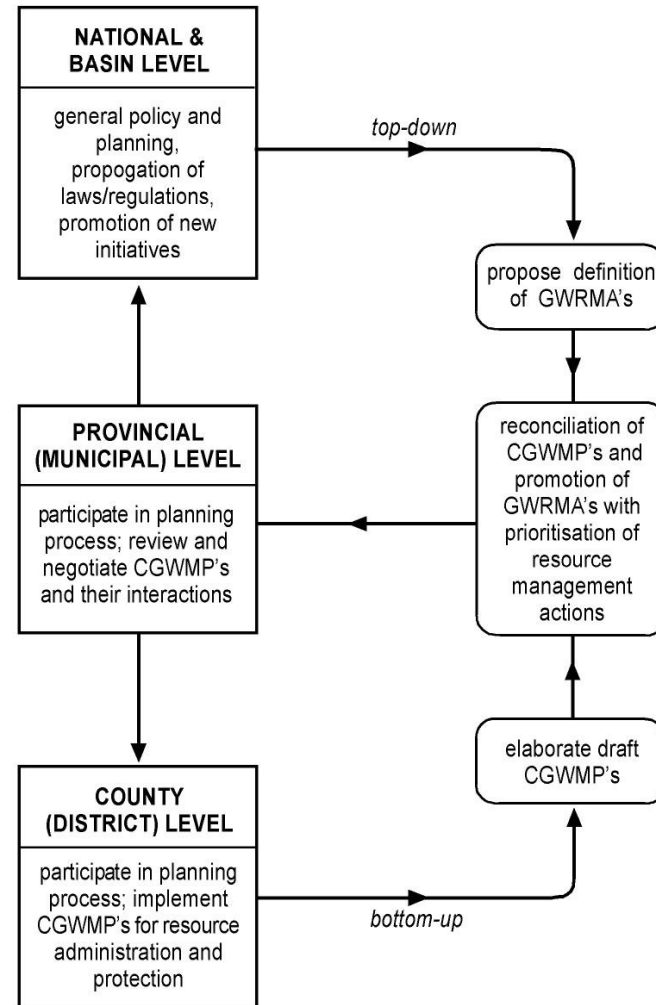 NATIONAL &
BASIN LEVEL
general policy and
planning,
propogation of
laws/regulations,
promotion of new
initiatives
top-down
propose definition
of GWRMA's
PROVINCIAL
(MUNICIPAL) LEVEL
participate in planning
process; review and
negotiate CGWMP's
and their interactions
reconciliation of
CGWMP's and
promotion of
GWRMA's with
prioritisation of
resource
management
actions
elaborate draft
CGWMP's
COUNTY
(DISTRICT) LEVEL
participate in planning
process; implement
CGWMP's for resource
administration and
protection
bottom-up